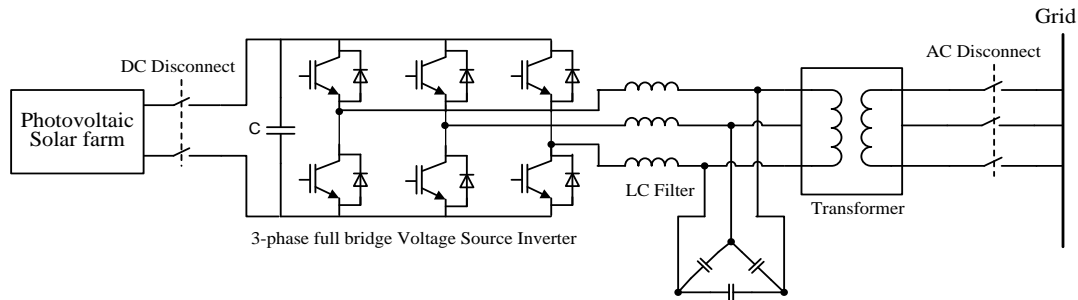 Grid
DC Disconnect
AC Disconnect
Photovoltaic
Solar farm
C
LC Filter
Transformer
3-phase full bridge Voltage Source Inverter